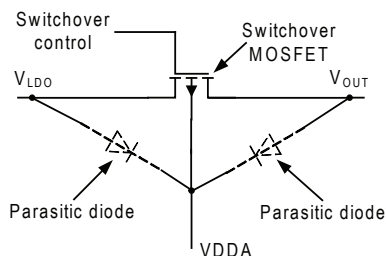 Switchover
control
Switchover
MOSFET
VLDO
VOUT
Parasitic diode
Parasitic diode
VDDA